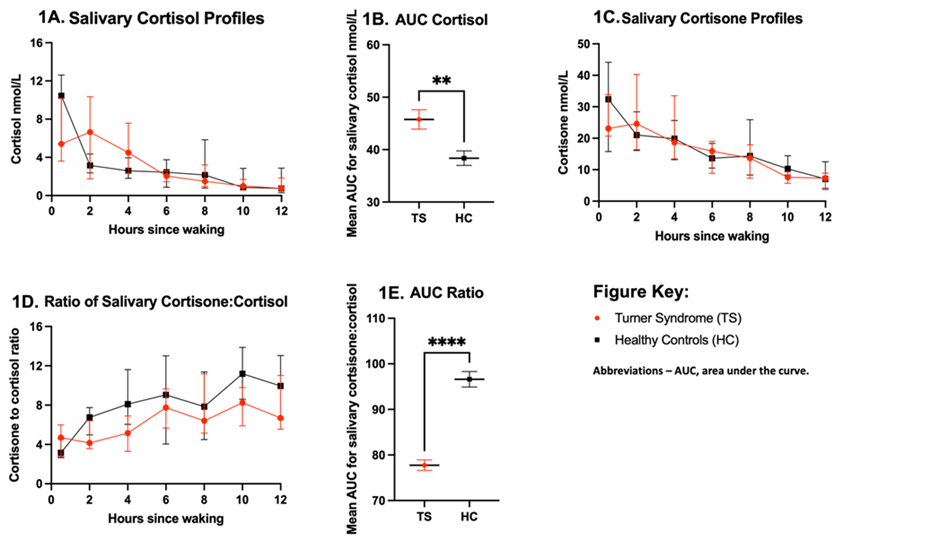 1A. Salivary Cortisol Profiles
Cortisol nmol/L
16
12
8
4
0
0 2 4 6 8 10 12
Hours since waking
1B. AUC Cortisol
Mean AUC for salivary cortisol nmol/L
60
50
40
30
**
TS HC
1C. Salivary Cortisone Profiles
Cortisone nmol/L
50
40
30
20
10
0
0 2 4 6 8 10 12
Hours since waking
1D. Ratio of Salivary Cortisone:Cortisol
Cortisone to cortisol ratio
16
12
8
4
0
0 2 4 6 8 10 12
Hours since waking
1E. AUC Ratio
Mean AUC for salivary cortsisone:cortisol
110
100
90
80
70
****
TS HC
Figure Key:
Turner Syndrome (TS)
Healthy Controls (HC)
Abbreviations – AUC, area under the curve.